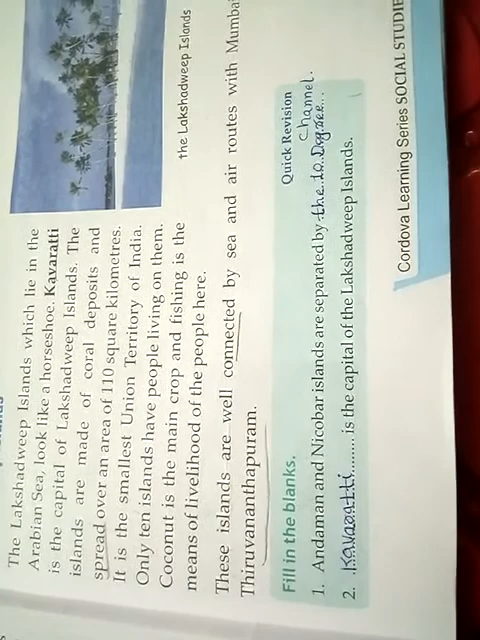 The Lakshadweep Islands which lie in the
Arabian Sea, look like a horseshoe. Kavaratti
is the capital of Lakshadweep Islands. The
islands are made of coral deposits and
spread over an area of 110 square kilometres.
It is the smallest Union Territory of India.
Only ten islands have people living on them.
Coconut is the main crop and fishing is the
means of livelihood of the people here.
the Lakshadweep Islands
These islands are well connected by sea and air routes with Mumbai
Thiruvananthapuram.
Quick Revision
Fill in the blanks.
1. Andaman and Nicobar islands are separated by the 10 Degree Channel.
2. Kavaratti is the capital of the Lakshadweep Islands.
Cordova Learning Series SOCIAL STUDIE